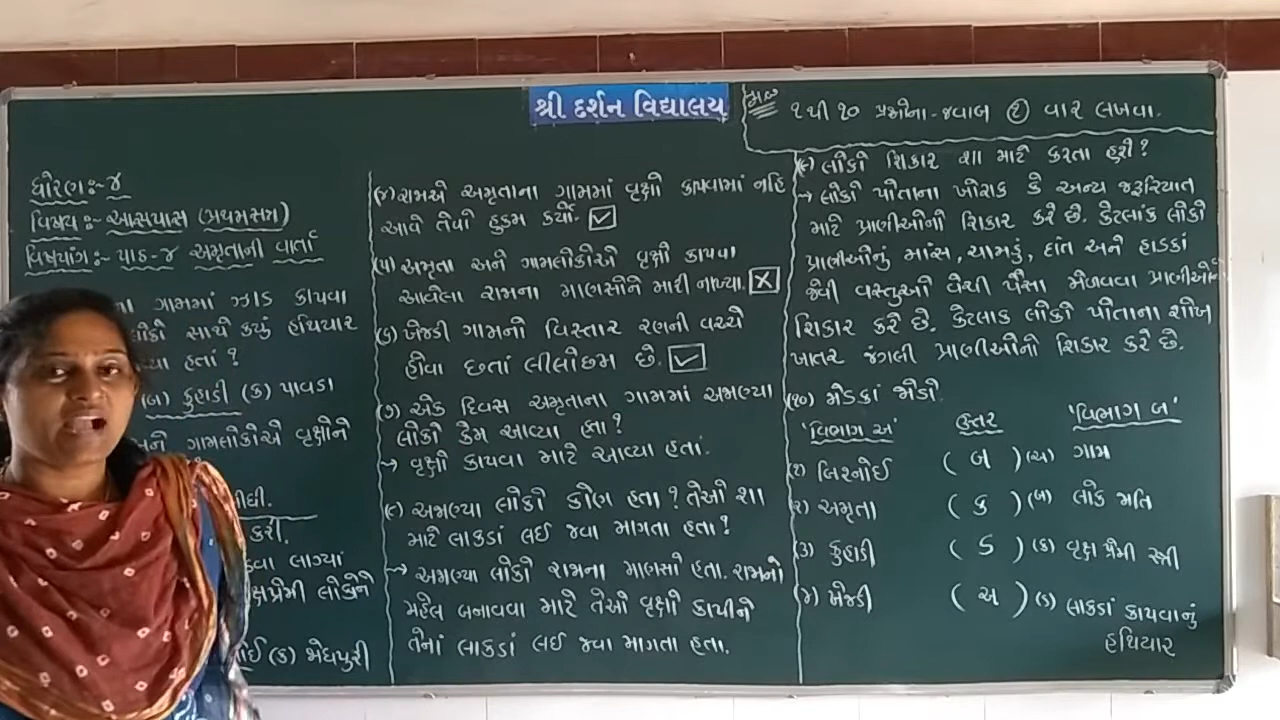 શ્રી દર્શન વિદ્યાલય
૧ થી ૧૦ પ્રશ્નોના-જવાબ ૨ વાર લખવા.
ધોરણ:-૪
વિષય :- આસપાસ (પ્રથમસત્ર)
વિષયાંગ:- પાઠ-૪ અમૃતાની વાર્તા
ના ગામમાં ઝાડ કાપવા
લોકો સાથે કયું હથિયાર
હતાં ?
(બ) કુહાડી (ક) પાવડા
અને ગામલોકોએ વૃક્ષોને
લીધી.
કરી.
લાગ્યાં
લોકોને
(ક) મેઘપુરી
(૪) રાજાએ અમૃતાના ગામમાં વૃક્ષો કાપવામાં નહિ
આવે તેવો હુકમ કર્યો. ✓
(૫) અમૃતા અને ગામલોકોએ વૃક્ષો કાપવા
આવેલા રાજાના માણસોને મારી નાખ્યા. X
(૬) ખેજડી ગામનો વિસ્તાર રણની વચ્ચે
હોવા છતાં લીલોછમ છે. ✓
(૭) એક દિવસ અમૃતાના ગામમાં અજાણ્યા
લોકો કેમ આવ્યા હતા ?
→ વૃક્ષો કાપવા માટે આવ્યા હતા.
(૮) અજાણ્યા લોકો કોણ હતા ? તેઓ શા
માટે લાકડાં લઈ જવા માગતા હતા ?
→ અજાણ્યા લોકો રાજાના માણસો હતા. રાજાનો
મહેલ બનાવવા માટે તેઓ વૃક્ષો કાપીને
તેનાં લાકડાં લઈ જવા માગતા હતા.
(૯) લોકો શિકાર શા માટે કરતા હશે ?
→ લોકો પોતાના ખોરાક કે અન્ય જરૂરિયાત
માટે પ્રાણીઓનો શિકાર કરે છે. કેટલાંક લોકો
પ્રાણીઓનું માંસ, ચામડું, દાંત અને હાડકાં
જેવી વસ્તુઓ વેચી પૈસા મેળવવા પ્રાણીઓનો
શિકાર કરે છે. કેટલાક લોકો પોતાના શોખ
ખાતર જંગલી પ્રાણીઓનો શિકાર કરે છે.
(૧૦) જોડકાં જોડો.
'વિભાગ અ' ઉત્તર 'વિભાગ બ'
(૧) બિશ્નોઈ ( બ ) (અ) ગામ
(૨) અમૃતા ( ક ) (બ) લોક જાતિ
(૩) કુહાડી ( ડ ) (ક) વૃક્ષ પ્રેમી સ્ત્રી
(૪) ખેજડી ( અ ) (ડ) લાકડાં કાપવાનું
હથિયાર